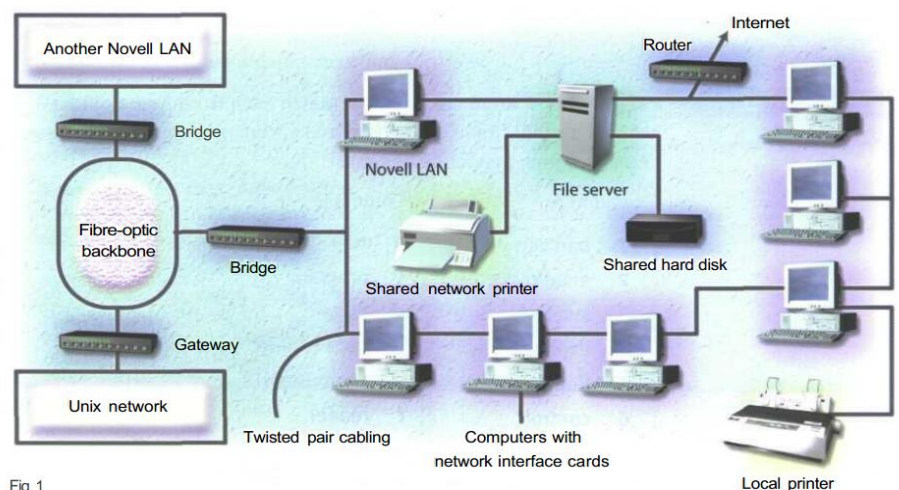 Another Novell LAN
Internet
Router
Bridge
Novell LAN
File server
Fibre-optic
backbone
Bridge
Shared hard disk
Shared network printer
Gateway
Unix network
Twisted pair cabling
Computers with
network interface cards
Local printer
Fig 1